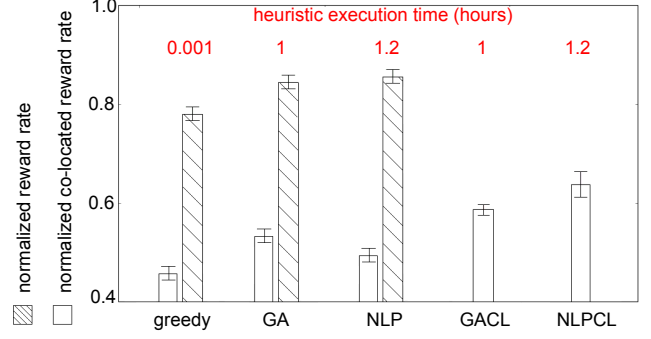 1.0
heuristic execution time (hours)
0.001 1 1.2 1 1.2
0.8
0.6
0.4
greedy GA NLP GACL NLPCL
normalized reward rate
normalized co-located reward rate